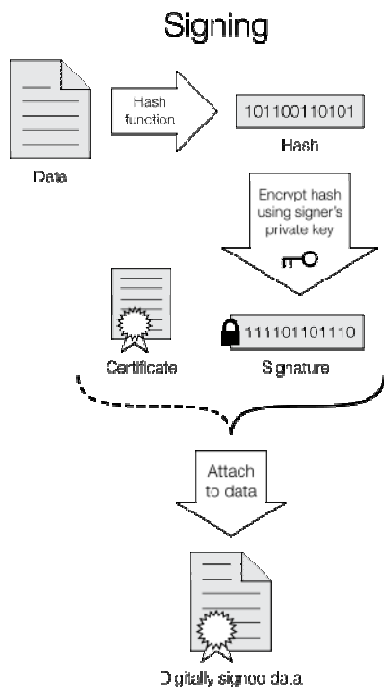 Signing
Hash
function
101100110101
Hash
Data
Encrypt hash
using signer's
private key
111101101110
Certificate
Signature
Attach
to data
Digitally signed data